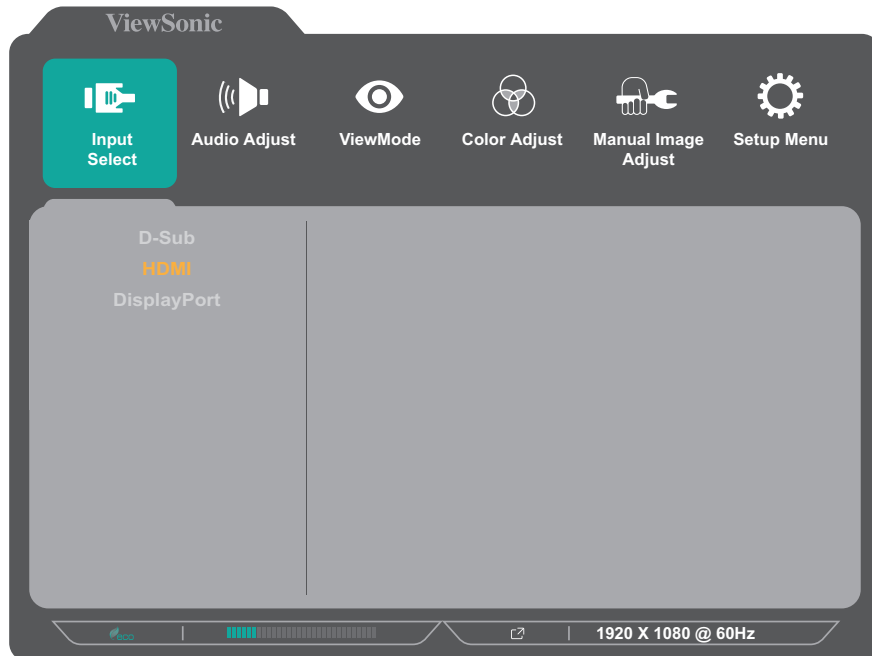 ViewSonic
Input
Select
Audio Adjust
ViewMode
Color Adjust
Manual Image
Adjust
Setup Menu
D-Sub
HDMI
DisplayPort
eco
1920 X 1080 @ 60Hz